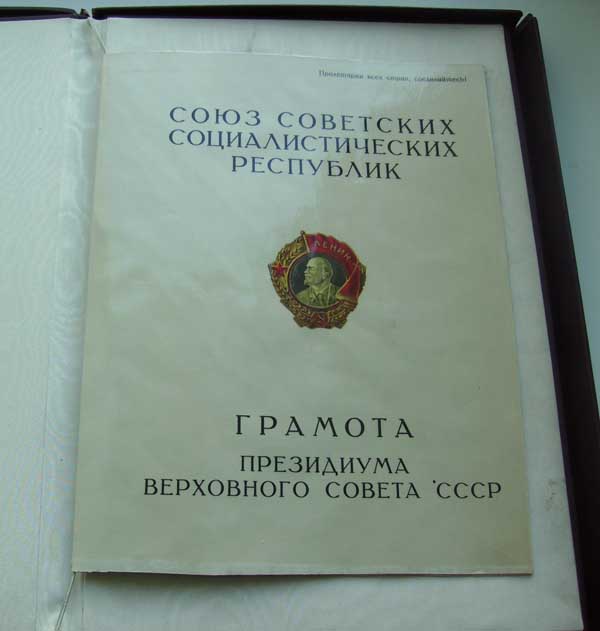 Пролетарии всех стран, соединяйтесь!
СОЮЗ СОВЕТСКИХ
СОЦИАЛИСТИЧЕСКИХ
РЕСПУБЛИК
ЛЕНИН
ГРАМОТА
ПРЕЗИДИУМА
ВЕРХОВНОГО СОВЕТА СССР